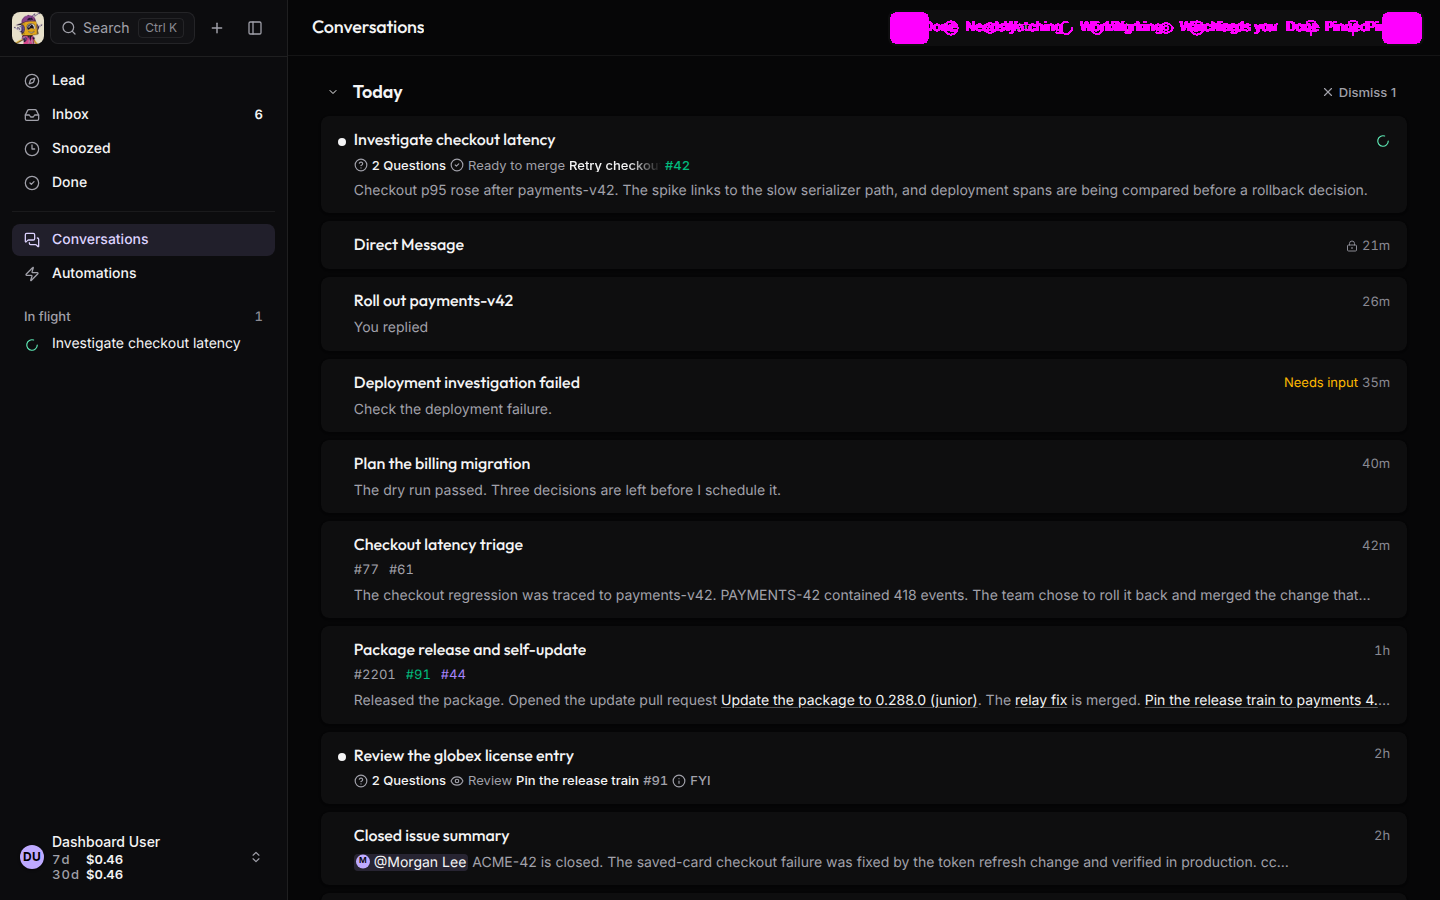 Search Ctrl K
Lead
Inbox 6
Snoozed
Done
Conversations
Automations
In flight 1
Investigate checkout latency
DU Dashboard User
7d $0.46
30d $0.46
Conversations
Today Dismiss 1
Investigate checkout latency
2 Questions Ready to merge Retry checkou #42
Checkout p95 rose after payments-v42. The spike links to the slow serializer path, and deployment spans are being compared before a rollback decision.
Direct Message 21m
Roll out payments-v42 26m
You replied
Deployment investigation failed Needs input 35m
Check the deployment failure.
Plan the billing migration 40m
The dry run passed. Three decisions are left before I schedule it.
Checkout latency triage 42m
#77 #61
The checkout regression was traced to payments-v42. PAYMENTS-42 contained 418 events. The team chose to roll it back and merged the change that...
Package release and self-update 1h
#2201 #91 #44
Released the package. Opened the update pull request Update the package to 0.288.0 (junior). The relay fix is merged. Pin the release train to payments 4....
Review the globex license entry 2h
2 Questions Review Pin the release train #91 FYI
Closed issue summary 2h
M @Morgan Lee ACME-42 is closed. The saved-card checkout failure was fixed by the token refresh change and verified in production. cc...